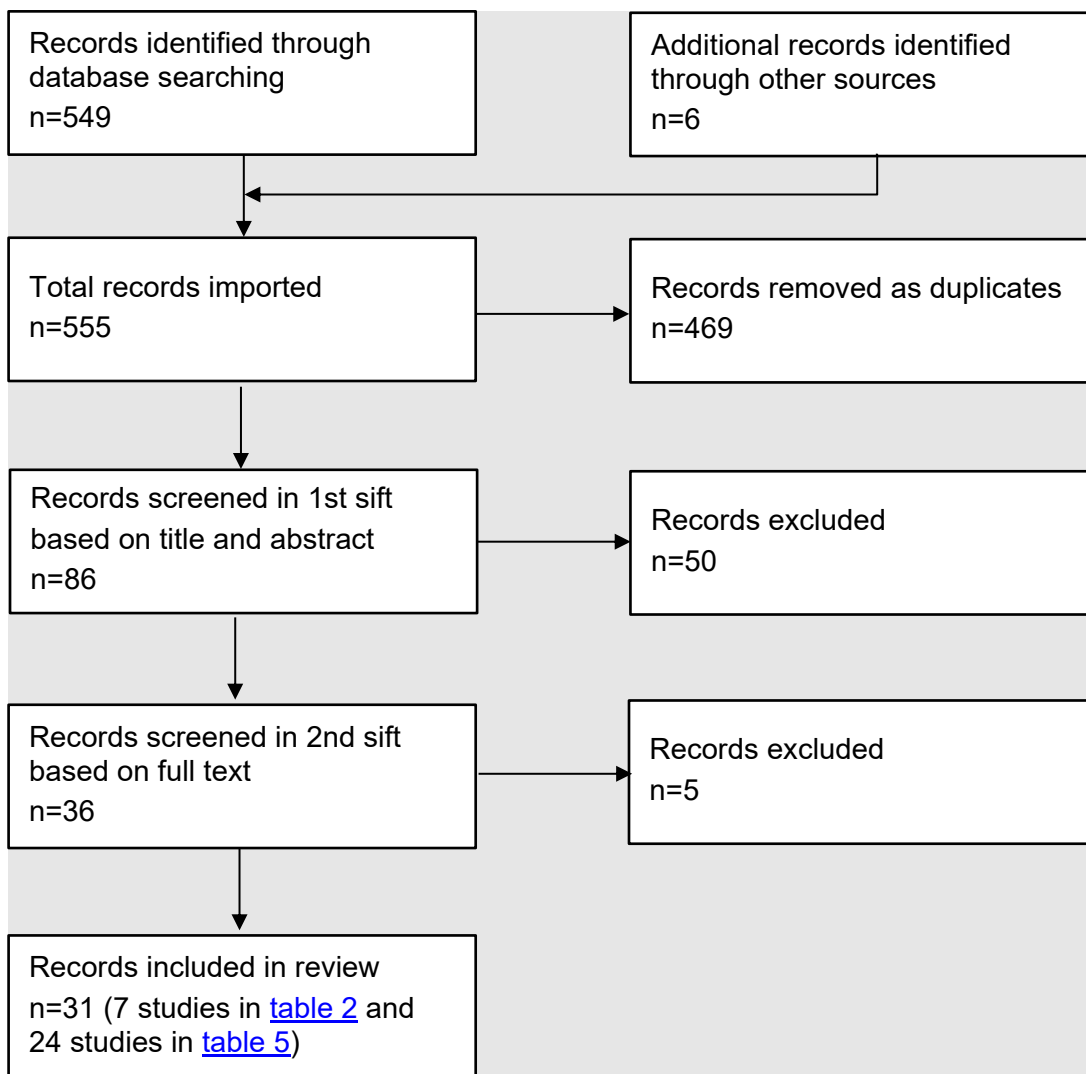 Records identified through
database searching
n=549
Additional records identified
through other sources
n=6
Total records imported
n=555
Records removed as duplicates
n=469
Records screened in 1st sift
based on title and abstract
n=86
Records excluded
n=50
Records screened in 2nd sift
based on full text
n=36
Records excluded
n=5
Records included in review
n=31 (7 studies in table 2 and
24 studies in table 5)